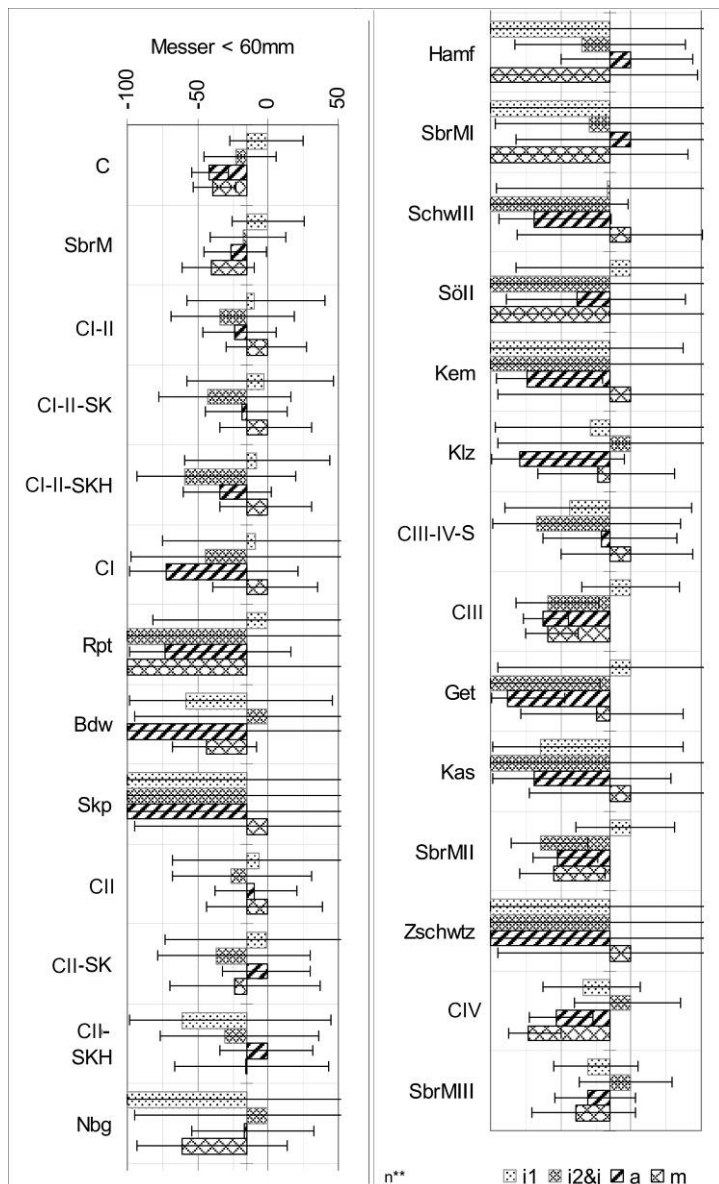 Messer < 60mm
-100
-50
0
50
C
SbrM
CI-II
CI-II-SK
CI-II-SKH
CI
Rpt
Bdw
Skp
CII
CII-SK
CII-
SKH
Nbg
Hamf
SbrMI
SchwIII
SöII
Kem
Klz
CIII-IV-S
CIII
Get
Kas
SbrMII
Zschwtz
CIV
SbrMIII
n** i1 i2&i a m